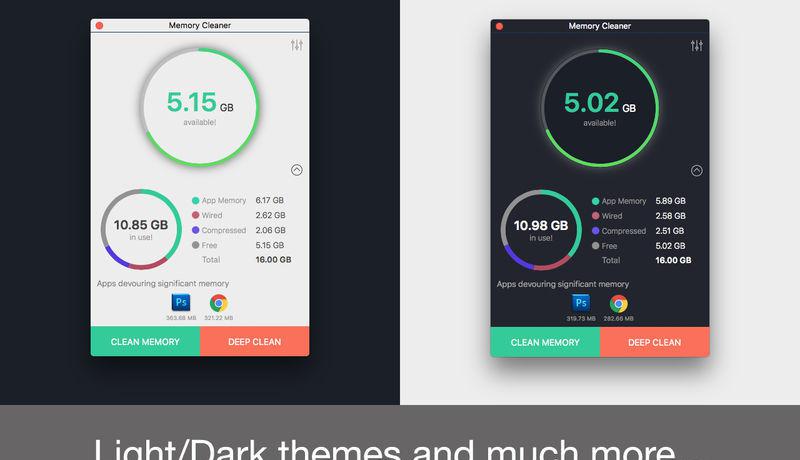 Memory Cleaner
5.15 GB
available!
10.85 GB
in use!
App Memory 6.17 GB
Wired 2.62 GB
Compressed 2.06 GB
Free 5.15 GB
Total 16.00 GB
Apps devouring significant memory
Ps
363.68 MB 321.22 MB
CLEAN MEMORY DEEP CLEAN
Memory Cleaner
5.02 GB
available!
10.98 GB
in use!
App Memory 5.89 GB
Wired 2.58 GB
Compressed 2.51 GB
Free 5.02 GB
Total 16.00 GB
Apps devouring significant memory
Ps
319.73 MB 282.66 MB
CLEAN MEMORY DEEP CLEAN
Light/Dark themes and much more...